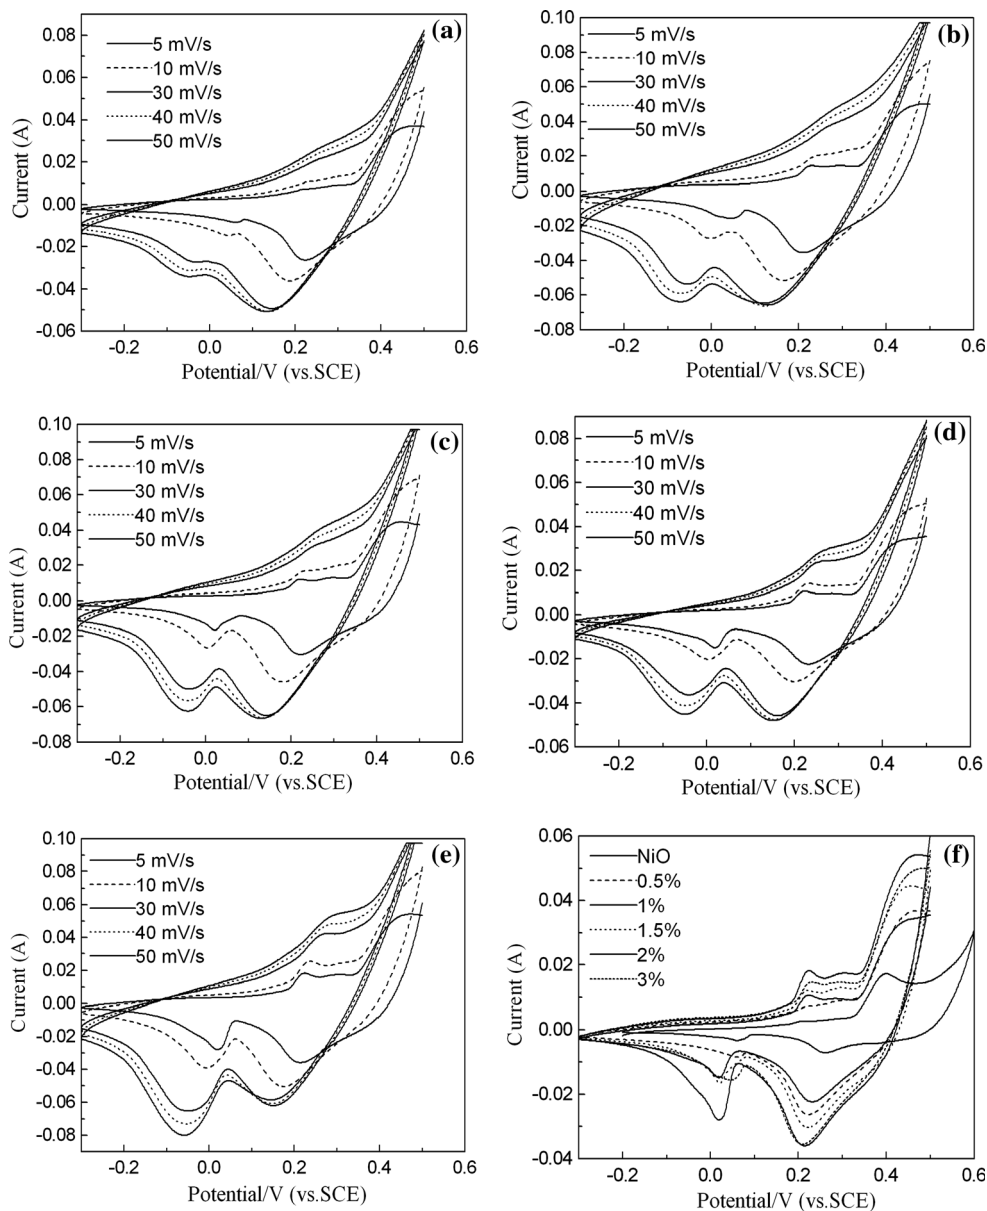 (a)
5 mV/s
10 mV/s
30 mV/s
40 mV/s
50 mV/s
0.08
0.06
0.04
0.02
0.00
-0.02
-0.04
-0.06
Current (A)
-0.2 0.0 0.2 0.4 0.6
Potential/V (vs.SCE)
(b)
5 mV/s
10 mV/s
30 mV/s
40 mV/s
50 mV/s
0.10
0.08
0.06
0.04
0.02
0.00
-0.02
-0.04
-0.06
-0.08
Current (A)
-0.2 0.0 0.2 0.4 0.6
Potential/V (vs.SCE)
(c)
5 mV/s
10 mV/s
30 mV/s
40 mV/s
50 mV/s
0.10
0.08
0.06
0.04
0.02
0.00
-0.02
-0.04
-0.06
-0.08
Current (A)
-0.2 0.0 0.2 0.4 0.6
Potential/V (vs.SCE)
(d)
5 mV/s
10 mV/s
30 mV/s
40 mV/s
50 mV/s
0.08
0.06
0.04
0.02
0.00
-0.02
-0.04
-0.06
Current (A)
-0.2 0.0 0.2 0.4 0.6
Potential/V (vs.SCE)
(e)
5 mV/s
10 mV/s
30 mV/s
40 mV/s
50 mV/s
0.10
0.08
0.06
0.04
0.02
0.00
-0.02
-0.04
-0.06
-0.08
Current (A)
-0.2 0.0 0.2 0.4 0.6
Potential/V (vs.SCE)
(f)
NiO
0.5%
1%
1.5%
2%
3%
0.06
0.04
0.02
0.00
-0.02
-0.04
Current (A)
-0.2 0.0 0.2 0.4 0.6
Potential/V (vs.SCE)